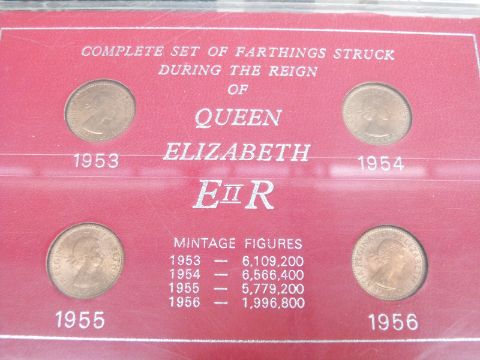 COMPLETE SET OF FARTHINGS STRUCK
DURING THE REIGN
OF
QUEEN
ELIZABETH
EIIR
1953
1954
MINTAGE FIGURES
1953 — 6,109,200
1954 — 6,566,400
1955 — 5,779,200
1956 — 1,996,800
1955
1956